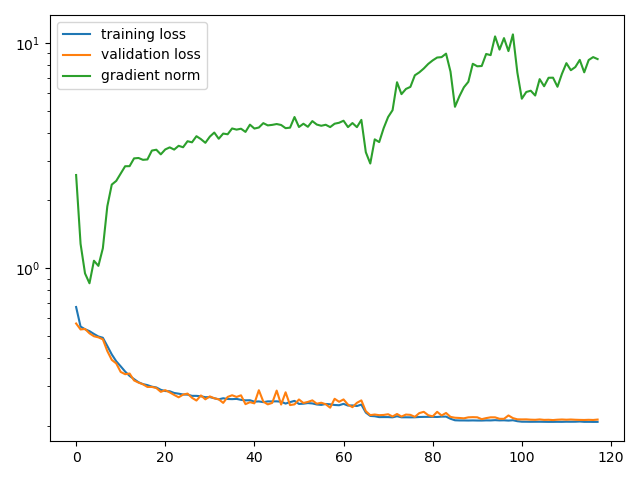 training loss
validation loss
gradient norm
10¹
10⁰
0 20 40 60 80 100 120